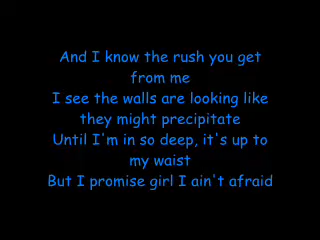 And I know the rush you get
from me
I see the walls are looking like
they might precipitate
Until I'm in so deep, it's up to
my waist
But I promise girl I ain't afraid